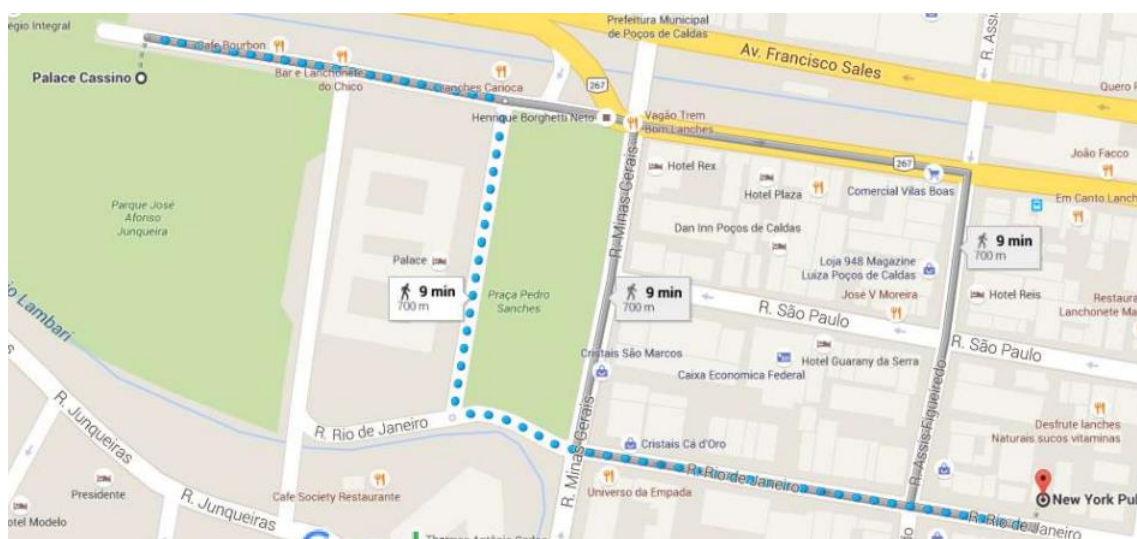 Integral
Prefeitura Municipal
de Poços de Caldas
Cafe Bourbon
Palace Cassino
Bar e Lanchonete
do Chico
Lanches Carioca
267
Av. Francisco Sales
Quero
Henrique Borghetti Neto
Vagão Trem
Bom Lanches
267
João Facco
Hotel Rex
Hotel Plaza
Comercial Vilas Boas
Em Canto Lanch
Parque José
Afonso
Junqueira
R. Minas Gerais
Dan Inn Poços de Caldas
Palace
9 min
700 m
Praça Pedro
Sanches
9 min
700 m
Loja 948 Magazine
Luiza Poços de Caldas
9 min
700 m
José V Moreira
Hotel Reis
R. São Paulo
Restaura
Lanchonete Ma
Lambari
Cristais São Marcos
Hotel Guarany da Serra
R. São Paulo
Caixa Economica Federal
R. Junqueiras
R. Rio de Janeiro
R. Minas Gerais
R. Assis Figueiredo
Desfrute lanches
Naturais sucos vitaminas
Cristais Cá d'Oro
R. Rio de Janeiro
Presidente
Cafe Society Restaurante
Universo da Empada
New York Pu
R. Rio de Janeiro
R. Junqueiras
otel Modelo